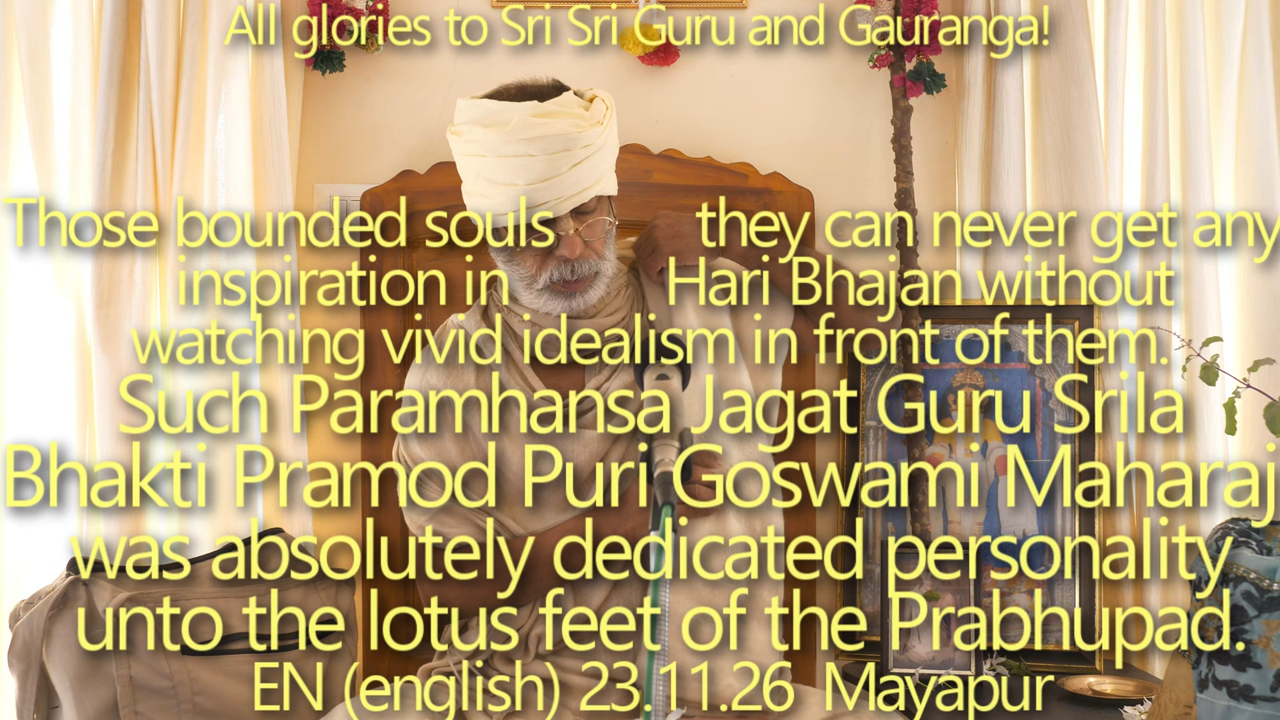 All glories to Sri Sri Guru and Gauranga!
Those bounded souls they can never get any
inspiration in Hari Bhajan without
watching vivid idealism in front of them.
Such Paramhansa Jagat Guru Srila
Bhakti Pramod Puri Goswami Maharaj
was absolutely dedicated personality
unto the lotus feet of the Prabhupad.
EN (english) 23.11.26 Mayapur